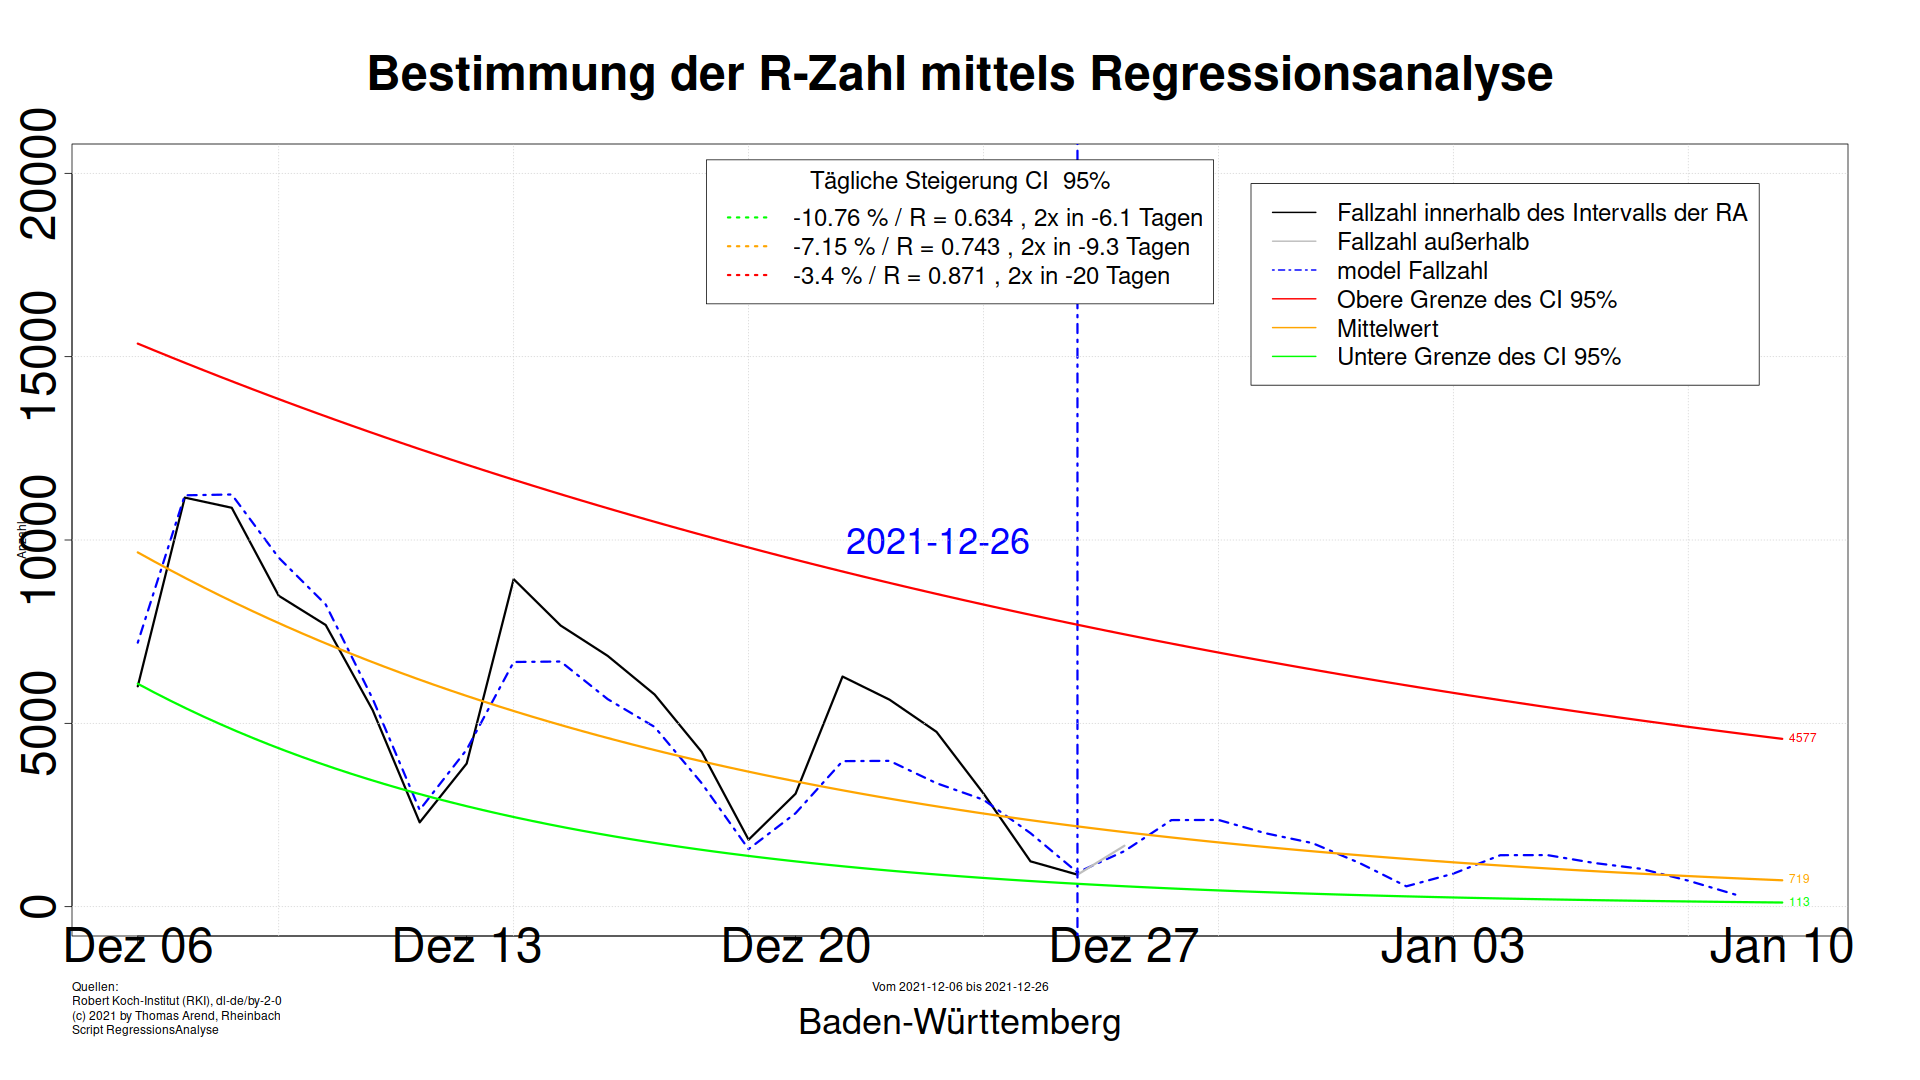 Bestimmung der R-Zahl mittels Regressionsanalyse
Anzahl
20000
15000
10000
5000
0
Tägliche Steigerung CI  95%
-10.76 % / R = 0.634 , 2x in -6.1 Tagen
-7.15 % / R = 0.743 , 2x in -9.3 Tagen
-3.4 % / R = 0.871 , 2x in -20 Tagen
Fallzahl innerhalb des Intervalls der RA
Fallzahl außerhalb
model Fallzahl
Obere Grenze des CI 95%
Mittelwert
Untere Grenze des CI 95%
2021-12-26
4577
719
113
Dez 06 Dez 13 Dez 20 Dez 27 Jan 03 Jan 10
Quellen:
Robert Koch-Institut (RKI), dl-de/by-2-0
(c) 2021 by Thomas Arend, Rheinbach
Script RegressionsAnalyse
Vom 2021-12-06 bis 2021-12-26
Baden-Württemberg